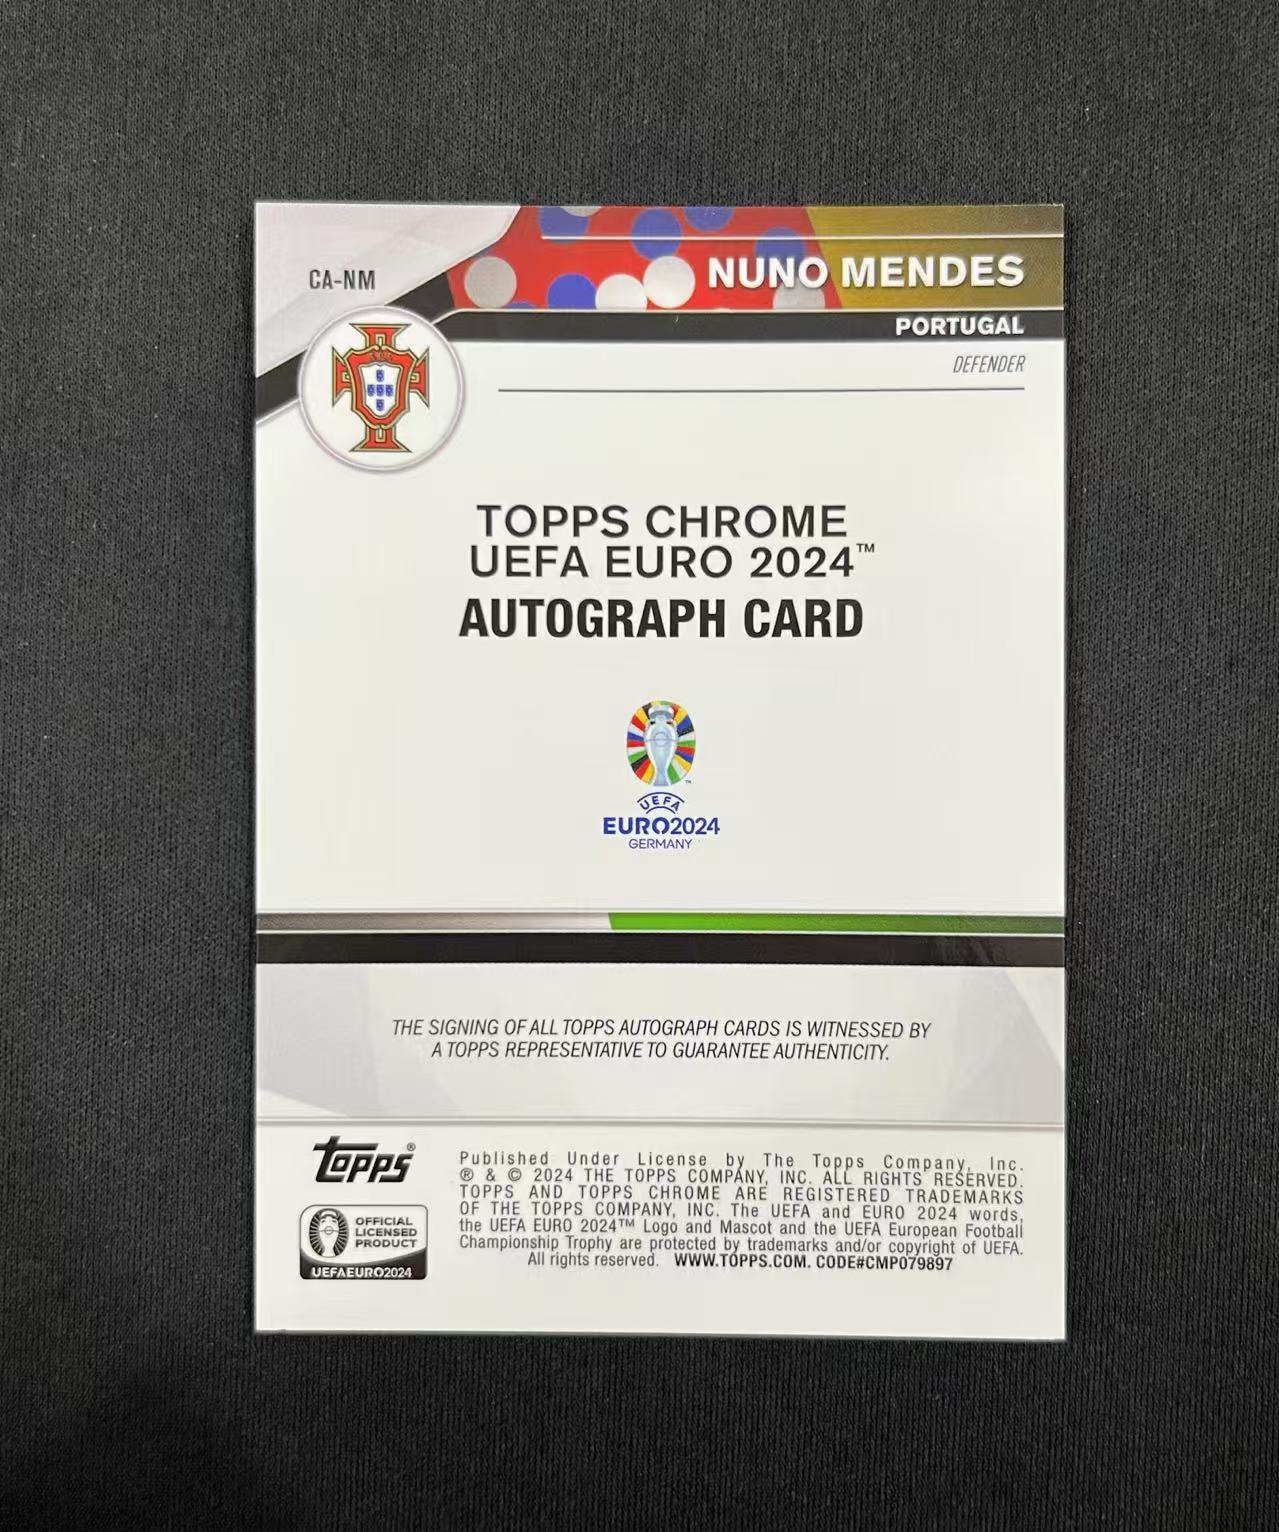 CA-NM
NUNO MENDES
PORTUGAL
DEFENDER
TOPPS CHROME
UEFA EURO 2024™
AUTOGRAPH CARD
UEFA
EURO2024
GERMANY
THE SIGNING OF ALL TOPPS AUTOGRAPH CARDS IS WITNESSED BY
A TOPPS REPRESENTATIVE TO GUARANTEE AUTHENTICITY.
topps®
OFFICIAL
LICENSED
PRODUCT
UEFAEURO2024
Published Under License by The Topps Company, Inc.
® & © 2024 THE TOPPS COMPANY, INC. ALL RIGHTS RESERVED.
TOPPS AND TOPPS CHROME ARE REGISTERED TRADEMARKS
OF THE TOPPS COMPANY, INC. The UEFA and EURO 2024 words,
the UEFA EURO 2024™ Logo and Mascot and the UEFA European Football
Championship Trophy are protected by trademarks and/or copyright of UEFA.
All rights reserved. WWW.TOPPS.COM. CODE#CMP079897